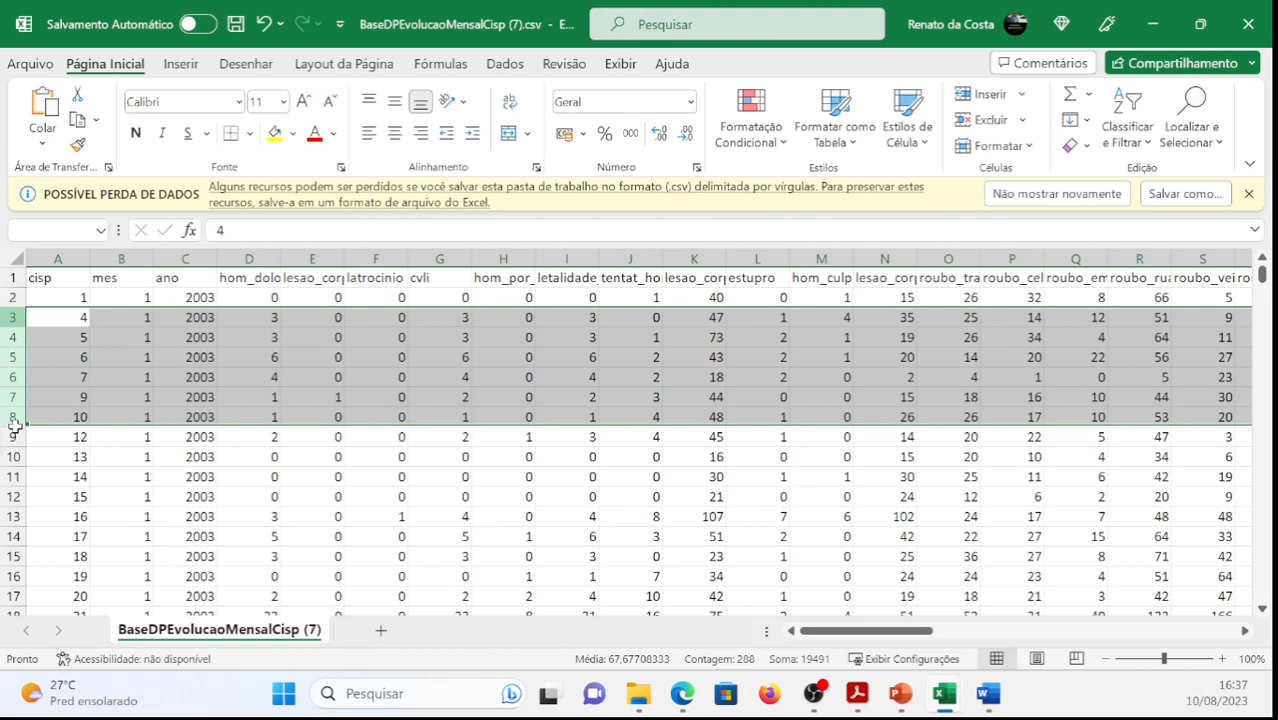 Salvamento Automático BaseDPEvolucaoMensalCisp (7).csv - E... Pesquisar Renato da Costa
Arquivo Página Inicial Inserir Desenhar Layout da Página Fórmulas Dados Revisão Exibir Ajuda Comentários Compartilhamento
Colar Calibri 11 Geral Formatação Condicional Formatar como Tabela Estilos de Célula Inserir Excluir Formatar Classificar e Filtrar Localizar e Selecionar
N I S A % 000
Área de Transfer... Fonte Alinhamento Número Estilos Células Edição
POSSÍVEL PERDA DE DADOS Alguns recursos podem ser perdidos se você salvar esta pasta de trabalho no formato (.csv) delimitada por vírgulas. Para preservar estes recursos, salve-a em um formato de arquivo do Excel. Não mostrar novamente Salvar como...
fx 4
A B C D E F G H I J K L M N O P Q R S
1 cisp mes ano hom_dolo lesao_corp latrocinio cvli hom_por_ letalidade_ tentat_ho lesao_corp estupro hom_culp lesao_corp roubo_tra roubo_cel roubo_em roubo_rua roubo_vei ro
2 1 1 2003 0 0 0 0 0 0 1 40 0 1 15 26 32 8 66 5
3 4 1 2003 3 0 0 3 0 3 0 47 1 4 35 25 14 12 51 9
4 5 1 2003 3 0 0 3 0 3 1 73 2 1 19 26 34 4 64 11
5 6 1 2003 6 0 0 6 0 6 2 43 2 1 20 14 20 22 56 27
6 7 1 2003 4 0 0 4 0 4 2 18 2 0 2 4 1 0 5 23
7 9 1 2003 1 1 0 2 0 2 3 44 0 0 15 18 16 10 44 30
8 10 1 2003 1 0 0 1 0 1 4 48 1 0 26 26 17 10 53 20
9 12 1 2003 2 0 0 2 1 3 4 45 1 0 14 20 22 5 47 3
10 13 1 2003 0 0 0 0 0 0 0 16 0 0 15 20 10 4 34 6
11 14 1 2003 0 0 0 0 0 0 0 30 1 1 30 25 11 6 42 19
12 15 1 2003 0 0 0 0 0 0 0 21 0 0 24 12 6 2 20 9
13 16 1 2003 3 0 1 4 0 4 8 107 7 6 102 24 17 7 48 48
14 17 1 2003 5 0 0 5 1 6 3 51 2 0 42 22 27 15 64 33
15 18 1 2003 3 0 0 3 0 3 0 23 1 0 25 36 27 8 71 42
16 19 1 2003 0 0 0 0 1 1 7 34 0 0 24 24 23 4 51 64
17 20 1 2003 2 0 0 2 2 4 10 42 1 0 19 18 21 3 42 47
BaseDPEvolucaoMensalCisp (7)
Pronto Acessibilidade: não disponível Média: 67,67708333 Contagem: 288 Soma: 19491 Exibir Configurações 100%
27°C Pred ensolarado Pesquisar 16:37 10/08/2023